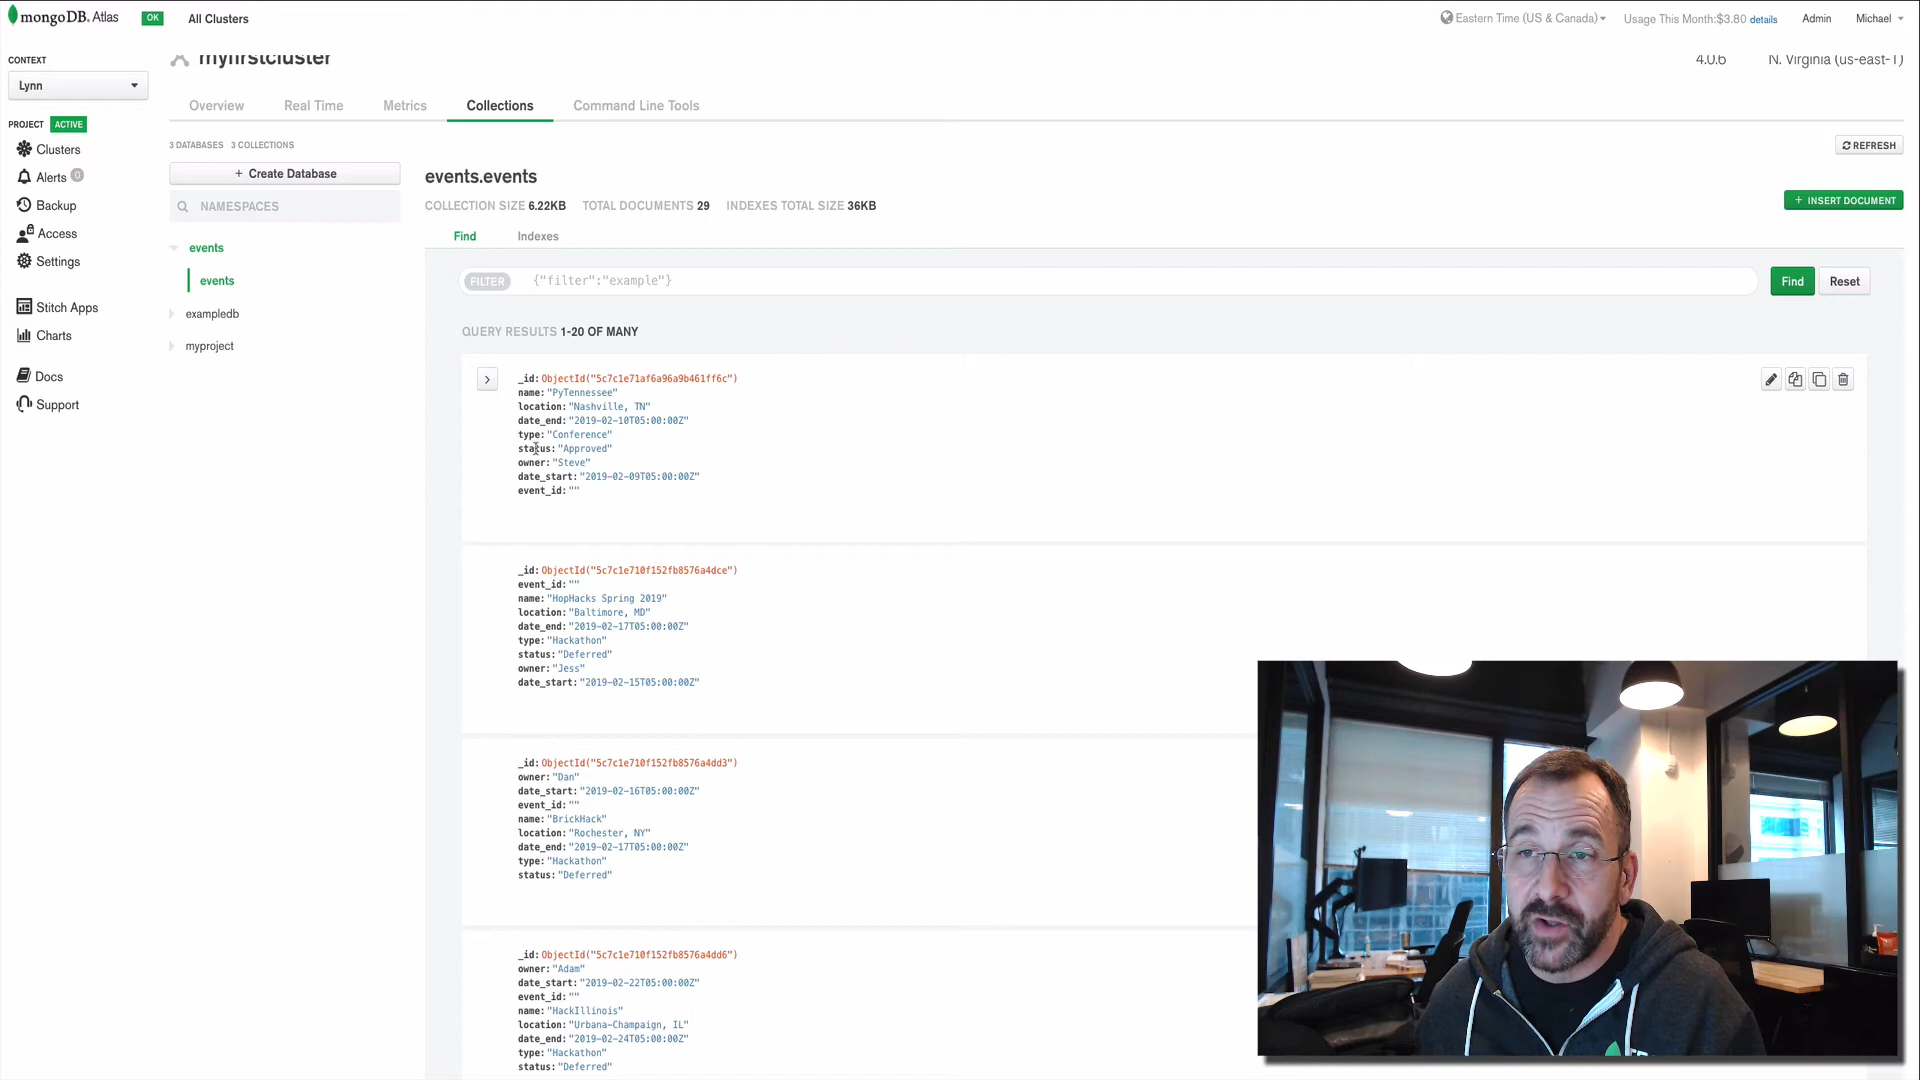 mongoDB. Atlas
OK
All Clusters
Eastern Time (US & Canada)
Usage This Month:$3.80 details
Admin
Michael
CONTEXT
Lynn
myfirstcluster
4.0.6
N. Virginia (us-east-1)
Overview
Real Time
Metrics
Collections
Command Line Tools
PROJECT ACTIVE
Clusters
Alerts 0
Backup
Access
Settings
Stitch Apps
Charts
Docs
Support
3 DATABASES 3 COLLECTIONS
REFRESH
+ Create Database
NAMESPACES
events
events
exampledb
myproject
events.events
COLLECTION SIZE 6.22KB TOTAL DOCUMENTS 29 INDEXES TOTAL SIZE 36KB
+ INSERT DOCUMENT
Find
Indexes
FILTER {"filter":"example"}
Find
Reset
QUERY RESULTS 1-20 OF MANY
_id: ObjectId("5c7c1e71af6a96a9b461ff6c")
name: "PyTennessee"
location: "Nashville, TN"
date_end: "2019-02-10T05:00:00Z"
type: "Conference"
status: "Approved"
owner: "Steve"
date_start: "2019-02-09T05:00:00Z"
event_id: ""
_id: ObjectId("5c7c1e710f152fb8576a4dce")
event_id: ""
name: "HopHacks Spring 2019"
location: "Baltimore, MD"
date_end: "2019-02-17T05:00:00Z"
type: "Hackathon"
status: "Deferred"
owner: "Jess"
date_start: "2019-02-15T05:00:00Z"
_id: ObjectId("5c7c1e710f152fb8576a4dd3")
owner: "Dan"
date_start: "2019-02-16T05:00:00Z"
event_id: ""
name: "BrickHack"
location: "Rochester, NY"
date_end: "2019-02-17T05:00:00Z"
type: "Hackathon"
status: "Deferred"
_id: ObjectId("5c7c1e710f152fb8576a4dd6")
owner: "Adam"
date_start: "2019-02-22T05:00:00Z"
event_id: ""
name: "HackIllinois"
location: "Urbana-Champaign, IL"
date_end: "2019-02-24T05:00:00Z"
type: "Hackathon"
status: "Deferred"